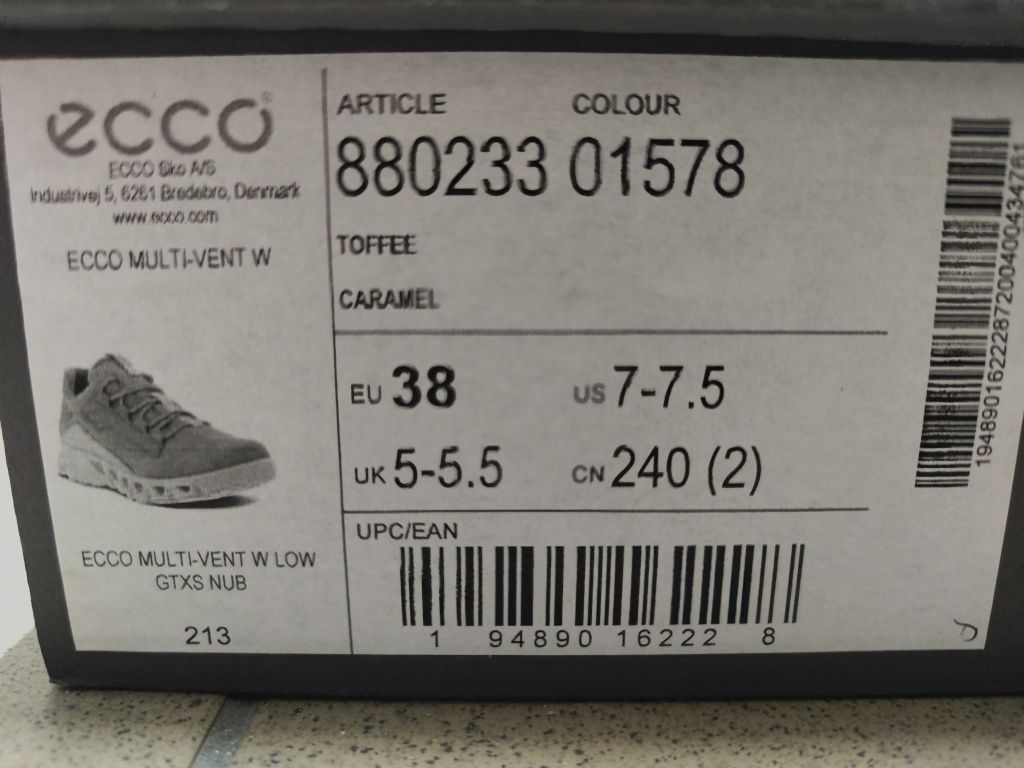 ecco®
ECCO Sko A/S
Industrivej 5, 6261 Bredebro, Denmark
www.ecco.com
ECCO MULTI-VENT W
ECCO MULTI-VENT W LOW
GTXS NUB
213
ARTICLE COLOUR
880233 01578
TOFFEE
CARAMEL
EU 38 US 7-7.5
UK 5-5.5 CN 240 (2)
UPC/EAN
1 94890 16222 8
19489016222287200400434761